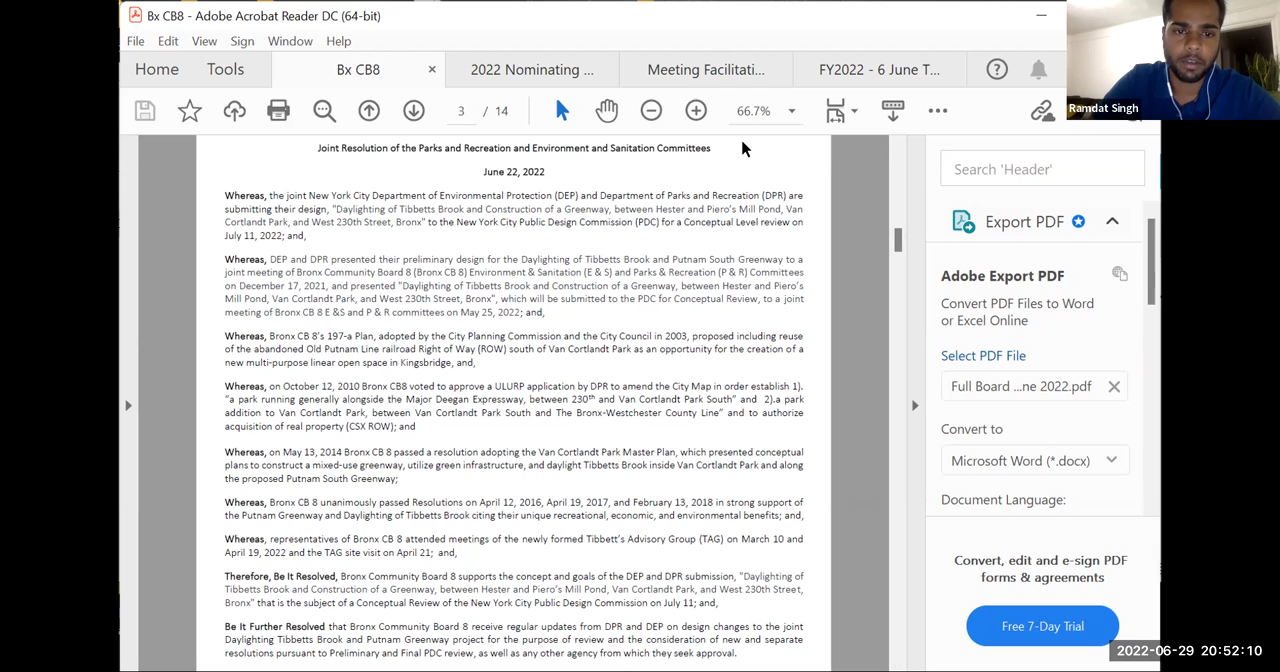 Bx CB8 - Adobe Acrobat Reader DC (64-bit)
File Edit View Sign Window Help
Home Tools Bx CB8 × 2022 Nominating ... Meeting Facilitati... FY2022 - 6 June T...
3 / 14 66.7%
Ramdat Singh
Joint Resolution of the Parks and Recreation and Environment and Sanitation Committees
June 22, 2022
Whereas, the joint New York City Department of Environmental Protection (DEP) and Department of Parks and Recreation (DPR) are
submitting their design, "Daylighting of Tibbetts Brook and Construction of a Greenway, between Hester and Piero's Mill Pond, Van
Cortlandt Park, and West 230th Street, Bronx" to the New York City Public Design Commission (PDC) for a Conceptual Level review on
July 11, 2022; and,
Whereas, DEP and DPR presented their preliminary design for the Daylighting of Tibbetts Brook and Putnam South Greenway to a
joint meeting of Bronx Community Board 8 (Bronx CB 8) Environment & Sanitation (E & S) and Parks & Recreation (P & R) Committees
on December 17, 2021, and presented "Daylighting of Tibbetts Brook and Construction of a Greenway, between Hester and Piero's
Mill Pond, Van Cortlandt Park, and West 230th Street, Bronx", which will be submitted to the PDC for Conceptual Review, to a joint
meeting of Bronx CB 8 E &S and P & R committees on May 25, 2022; and,
Whereas, Bronx CB 8's 197-a Plan, adopted by the City Planning Commission and the City Council in 2003, proposed including reuse
of the abandoned Old Putnam Line railroad Right of Way (ROW) south of Van Cortlandt Park as an opportunity for the creation of a
new multi-purpose linear open space in Kingsbridge, and,
Whereas, on October 12, 2010 Bronx CB8 voted to approve a ULURP application by DPR to amend the City Map in order establish 1).
"a park running generally alongside the Major Deegan Expressway, between 230th and Van Cortlandt Park South" and 2).a park
addition to Van Cortlandt Park, between Van Cortlandt Park South and The Bronx-Westchester County Line" and to authorize
acquisition of real property (CSX ROW); and
Whereas, on May 13, 2014 Bronx CB 8 passed a resolution adopting the Van Cortlandt Park Master Plan, which presented conceptual
plans to construct a mixed-use greenway, utilize green infrastructure, and daylight Tibbetts Brook inside Van Cortlandt Park and along
the proposed Putnam South Greenway;
Whereas, Bronx CB 8 unanimously passed Resolutions on April 12, 2016, April 19, 2017, and February 13, 2018 in strong support of
the Putnam Greenway and Daylighting of Tibbetts Brook citing their unique recreational, economic, and environmental benefits; and,
Whereas, representatives of Bronx CB 8 attended meetings of the newly formed Tibbett's Advisory Group (TAG) on March 10 and
April 19, 2022 and the TAG site visit on April 21; and,
Therefore, Be It Resolved, Bronx Community Board 8 supports the concept and goals of the DEP and DPR submission, "Daylighting of
Tibbetts Brook and Construction of a Greenway, between Hester and Piero's Mill Pond, Van Cortlandt Park, and West 230th Street,
Bronx" that is the subject of a Conceptual Review of the New York City Public Design Commission on July 11; and,
Be It Further Resolved that Bronx Community Board 8 receive regular updates from DPR and DEP on design changes to the joint
Daylighting Tibbetts Brook and Putnam Greenway project for the purpose of review and the consideration of new and separate
resolutions pursuant to Preliminary and Final PDC review, as well as any other agency from which they seek approval.
Search 'Header'
Export PDF
Adobe Export PDF
Convert PDF Files to Word
or Excel Online
Select PDF File
Full Board ...ne 2022.pdf
Convert to
Microsoft Word (*.docx)
Document Language:
Convert, edit and e-sign PDF
forms & agreements
Free 7-Day Trial
2022-06-29 20:52:10